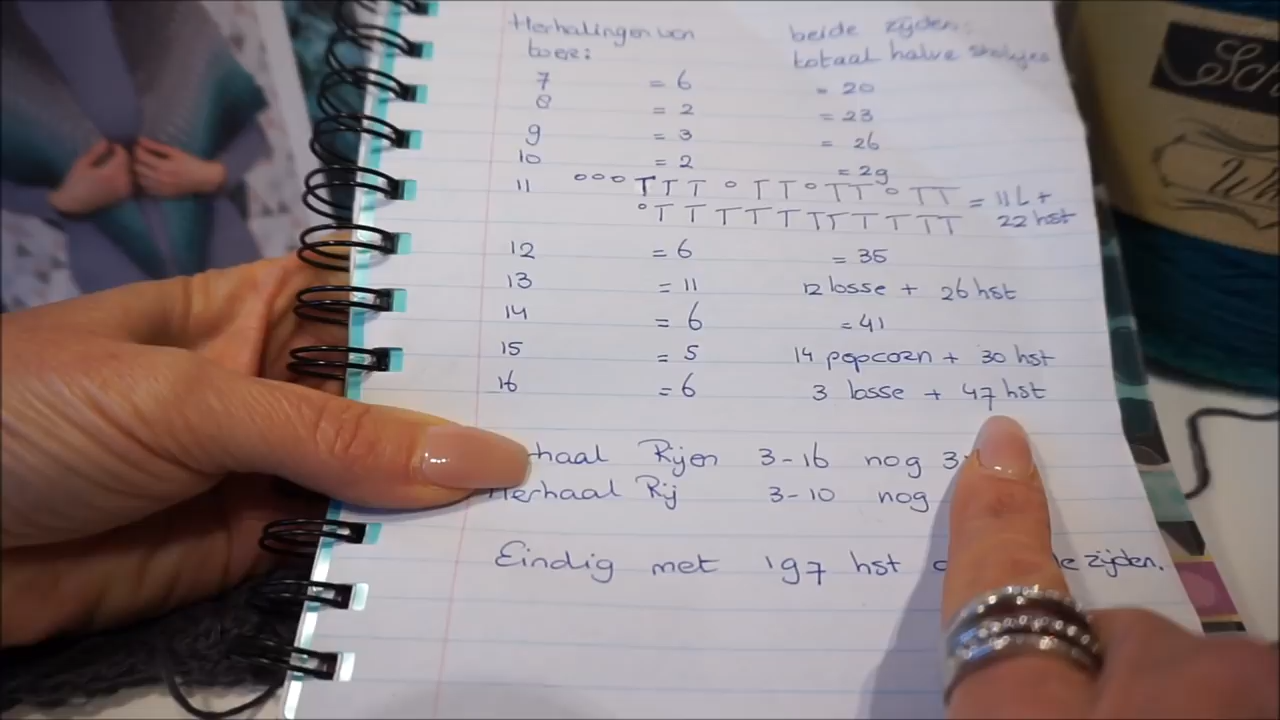 Herhalingen van beide zijden:
toer: totaal halve stokjes
7 = 6 = 20
8 = 2 = 23
9 = 3 = 26
10 = 2 = 29
11 = 11 L +
22 hst
12 = 6 = 35
13 = 11 12 losse + 26 hst
14 = 6 = 41
15 = 5 14 popcorn + 30 hst
16 = 6 3 losse + 47 hst
Rijen 3-16 nog
Herhaal Rij 3-10 nog
Eindig met 197 hst zijden.